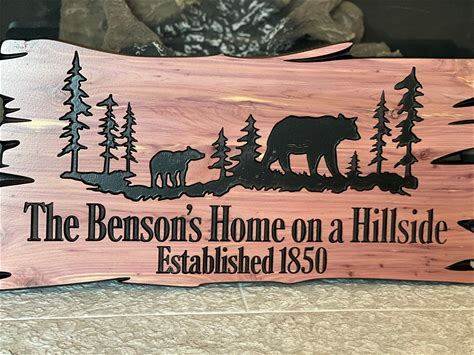 The Benson's Home on a Hillside
Established 1850